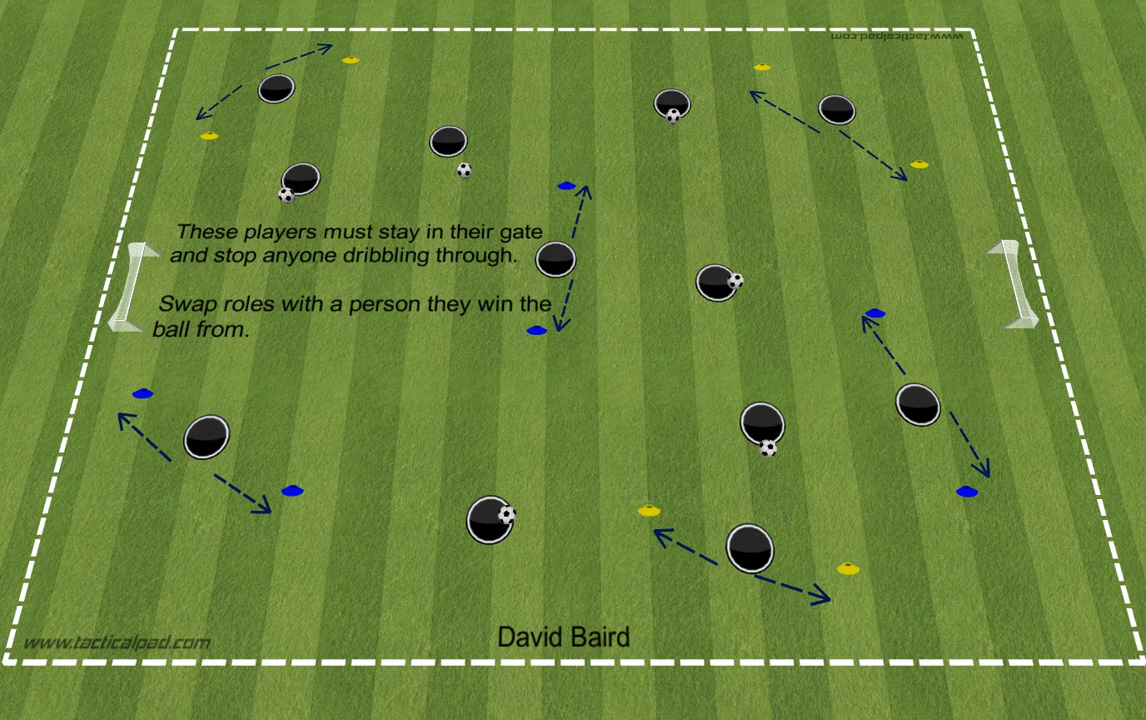 www.tacticalpad.com
These players must stay in their gate
and stop anyone dribbling through.
Swap roles with a person they win the
ball from.
David Baird
www.tacticalpad.com